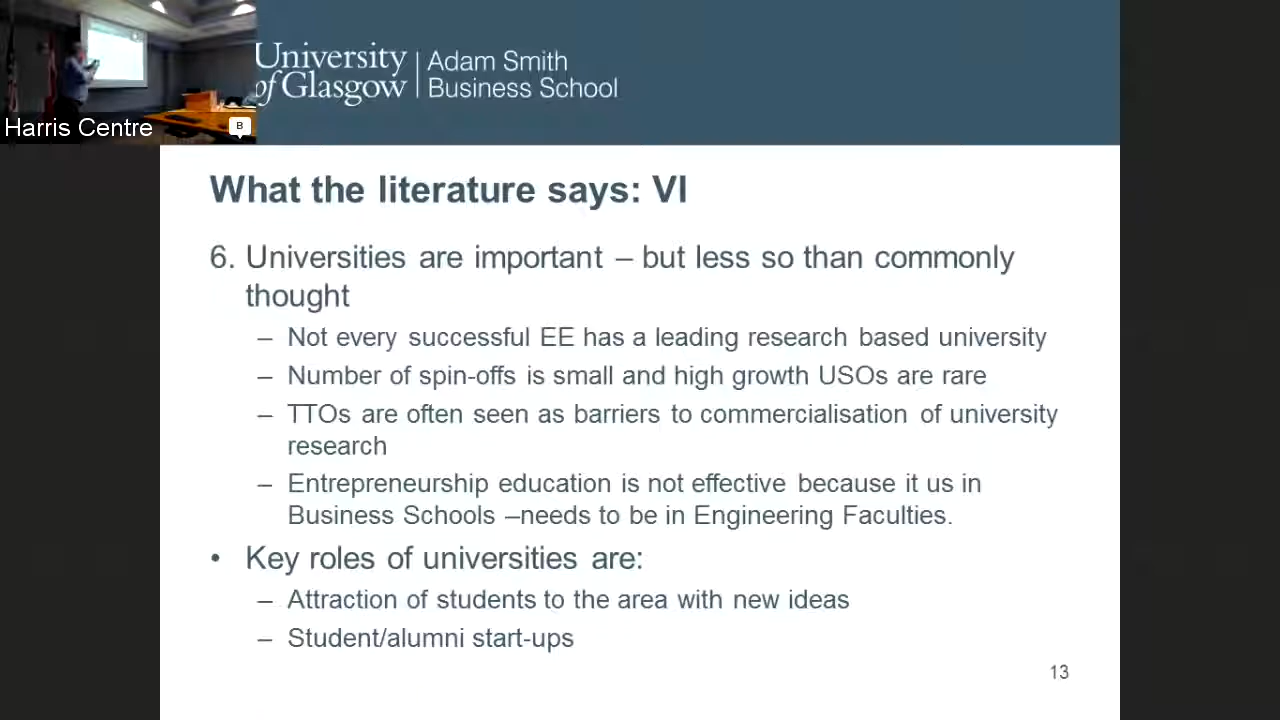 University
of Glasgow
Adam Smith
Business School
Harris Centre
B
What the literature says: VI
6. Universities are important – but less so than commonly
thought
– Not every successful EE has a leading research based university
– Number of spin-offs is small and high growth USOs are rare
– TTOs are often seen as barriers to commercialisation of university
research
– Entrepreneurship education is not effective because it us in
Business Schools –needs to be in Engineering Faculties.
• Key roles of universities are:
– Attraction of students to the area with new ideas
– Student/alumni start-ups
13